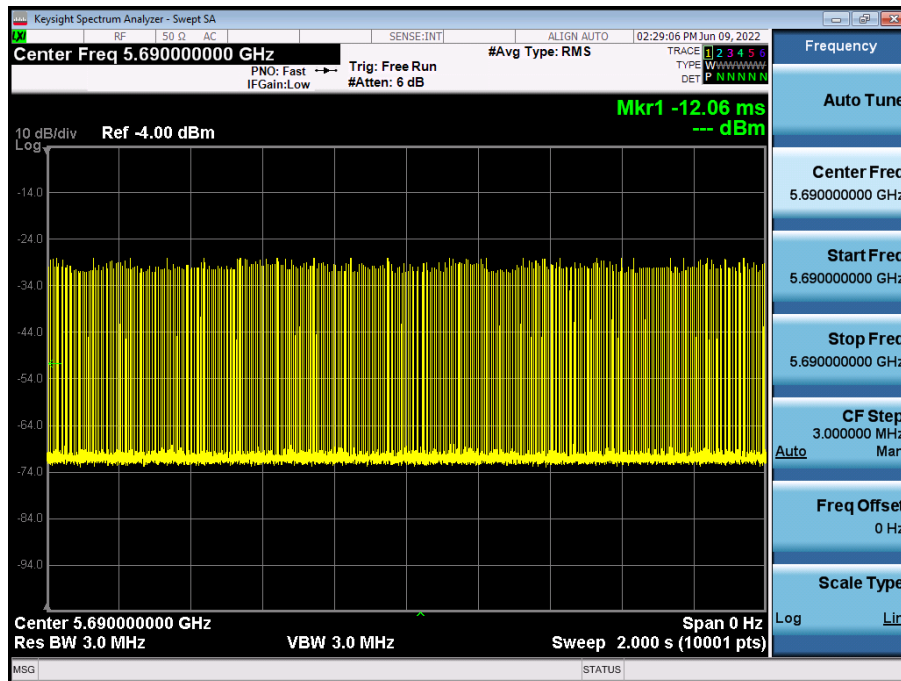 Keysight Spectrum Analyzer - Swept SA
LXI RF 50 Ω AC SENSE:INT ALIGN AUTO 02:29:06 PM Jun 09, 2022
Center Freq 5.690000000 GHz
PNO: Fast
IFGain:Low
Trig: Free Run
#Atten: 6 dB
#Avg Type: RMS
TRACE 1 2 3 4 5 6
TYPE WWWWWW
DET P N N N N N
Mkr1 -12.06 ms
--- dBm
10 dB/div Ref -4.00 dBm
Log
-14.0
-24.0
-34.0
-44.0
-54.0
-64.0
-74.0
-84.0
-94.0
Center 5.690000000 GHz Span 0 Hz
Res BW 3.0 MHz VBW 3.0 MHz Sweep 2.000 s (10001 pts)
MSG STATUS
Frequency
Auto Tune
Center Freq
5.690000000 GHz
Start Freq
5.690000000 GHz
Stop Freq
5.690000000 GHz
CF Step
3.000000 MHz
Auto Man
Freq Offset
0 Hz
Scale Type
Log Lin